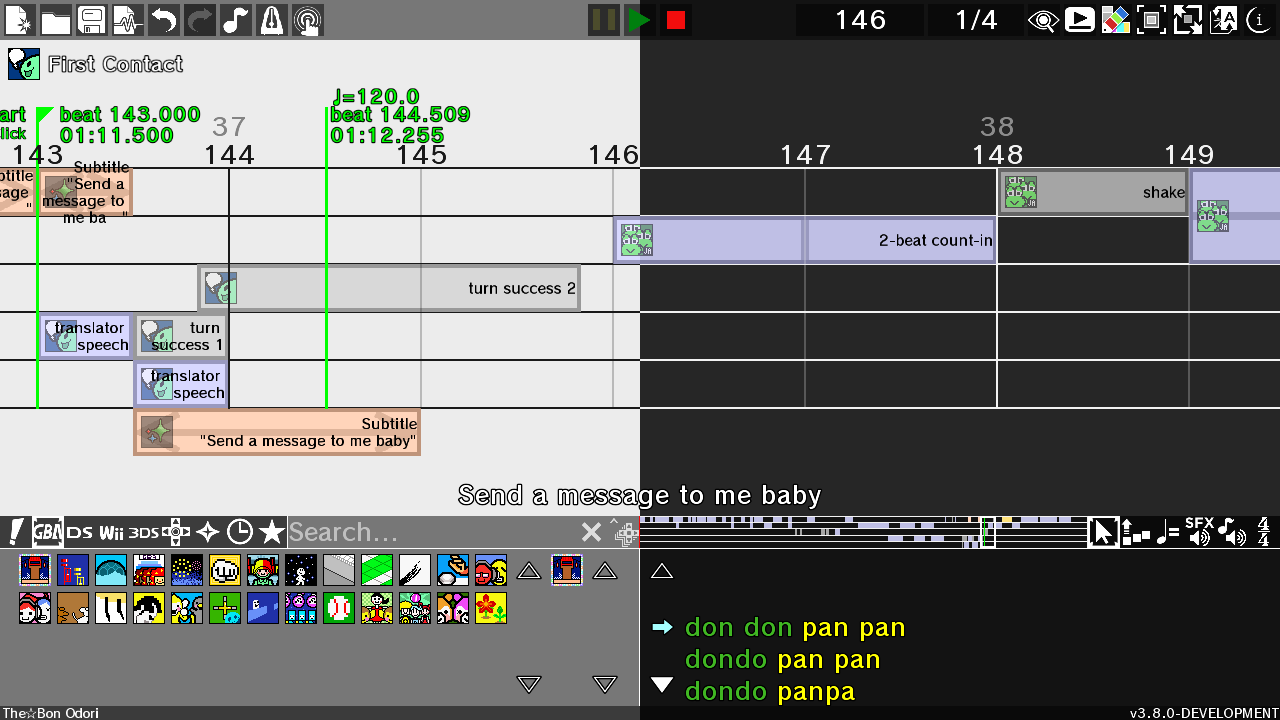 146
1/4
First Contact
J=120.0
art
beat 143.000
beat 144.509
lick
01:11.500
37
01:12.255
38
143
144
145
146
147
148
149
btitle
sage
"
Subtitle
"Send a
message to
me ba "
shake
2-beat count-in
turn success 2
translator
speech
turn
success 1
translator
speech
Subtitle
"Send a message to me baby"
Send a message to me baby
GBA DS Wii 3DS
Search...
SFX
4
4
don don pan pan
dondo pan pan
dondo panpa
The☆Bon Odori
v3.8.0-DEVELOPMENT